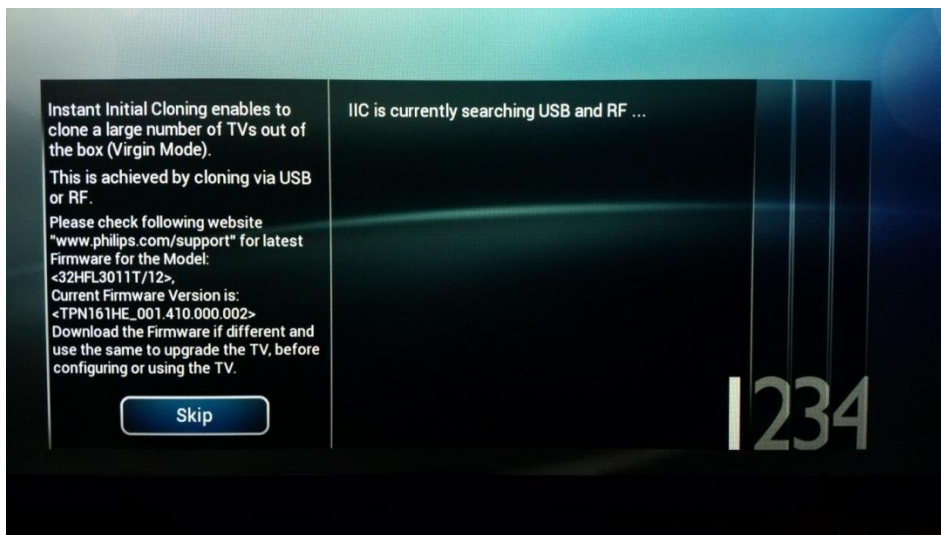 Instant Initial Cloning enables to
clone a large number of TVs out of
the box (Virgin Mode).
This is achieved by cloning via USB
or RF.
Please check following website
"www.philips.com/support" for latest
Firmware for the Model:
<32HFL3011T/12>,
Current Firmware Version is:
<TPN161HE_001.410.000.002>
Download the Firmware if different and
use the same to upgrade the TV, before
configuring or using the TV.
Skip
IIC is currently searching USB and RF ...
1234